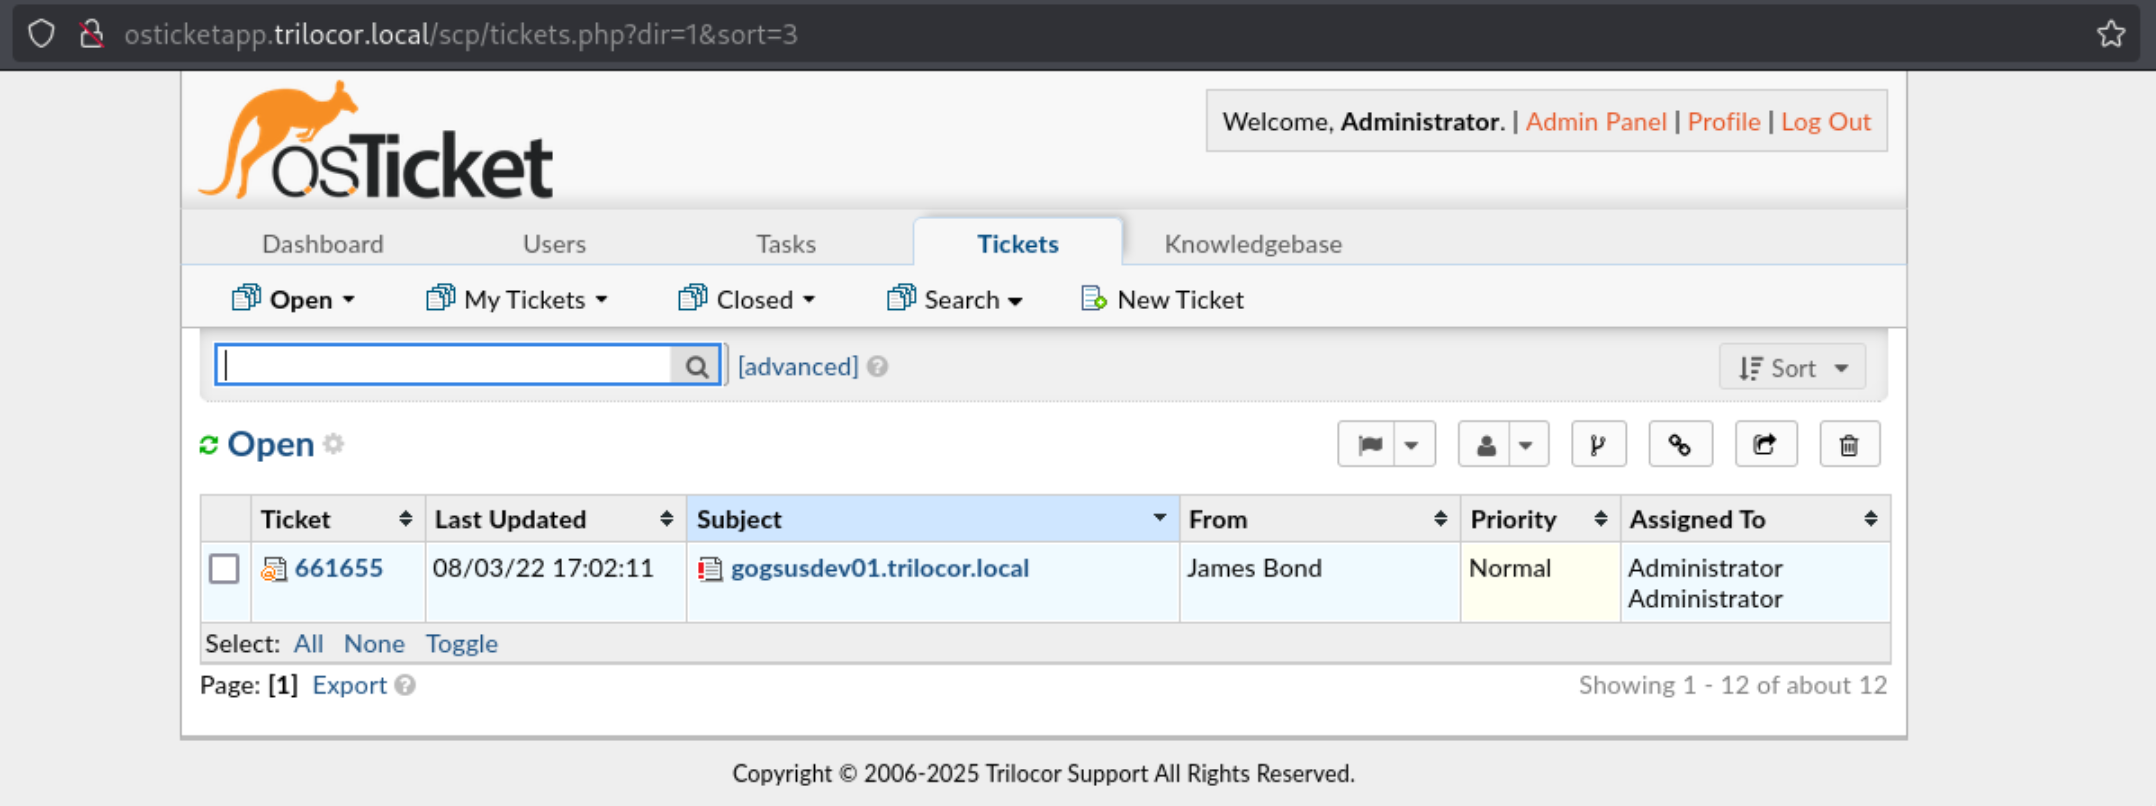 osticketapp.trilocor.local/scp/tickets.php?dir=1&sort=3
osTicket
Welcome, Administrator. | Admin Panel | Profile | Log Out
Dashboard Users Tasks Tickets Knowledgebase
Open My Tickets Closed Search New Ticket
[advanced] ? Sort
Open
Ticket Last Updated Subject From Priority Assigned To
661655 08/03/22 17:02:11 gogsusdev01.trilocor.local James Bond Normal Administrator
Administrator
Select: All None Toggle
Page: [1] Export ? Showing 1 - 12 of about 12
Copyright © 2006-2025 Trilocor Support All Rights Reserved.